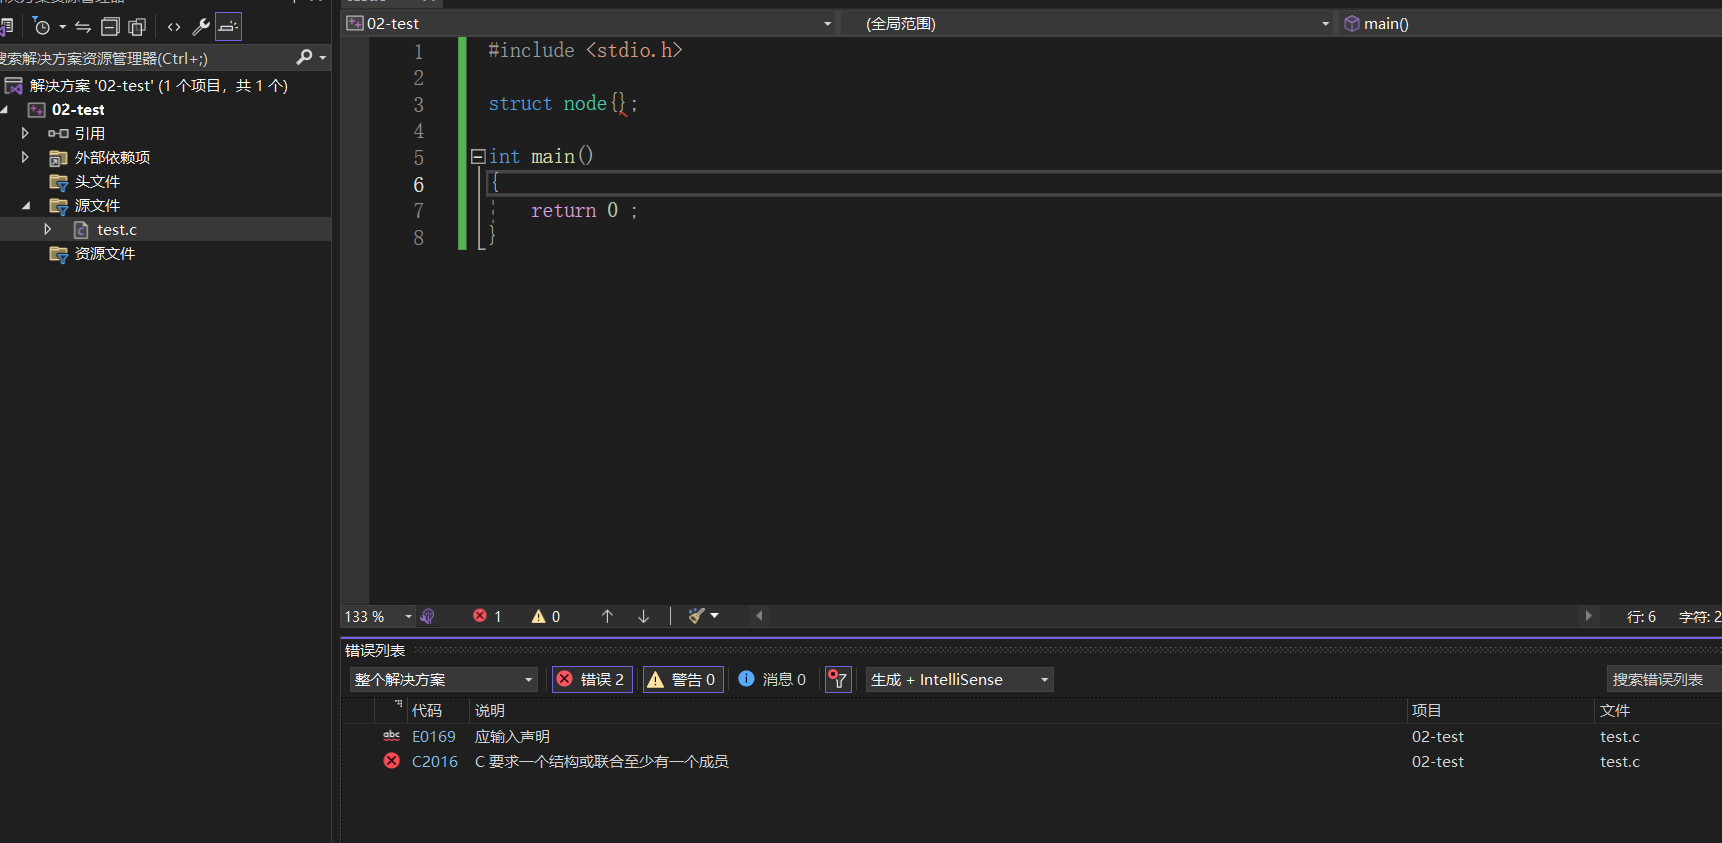 02-test
(全局范围)
main()
搜索解决方案资源管理器(Ctrl+;)
解决方案 '02-test' (1 个项目，共 1 个)
02-test
引用
外部依赖项
头文件
源文件
test.c
资源文件
1 #include <stdio.h>
2
3 struct node{};
4
5 int main()
6 {
7 return 0 ;
8 }
133 % 1 0 行: 6 字符: 2
错误列表
整个解决方案 错误 2 警告 0 消息 0 生成 + IntelliSense 搜索错误列表
代码 说明 项目 文件
abc E0169 应输入声明 02-test test.c
C2016 C 要求一个结构或联合至少有一个成员 02-test test.c